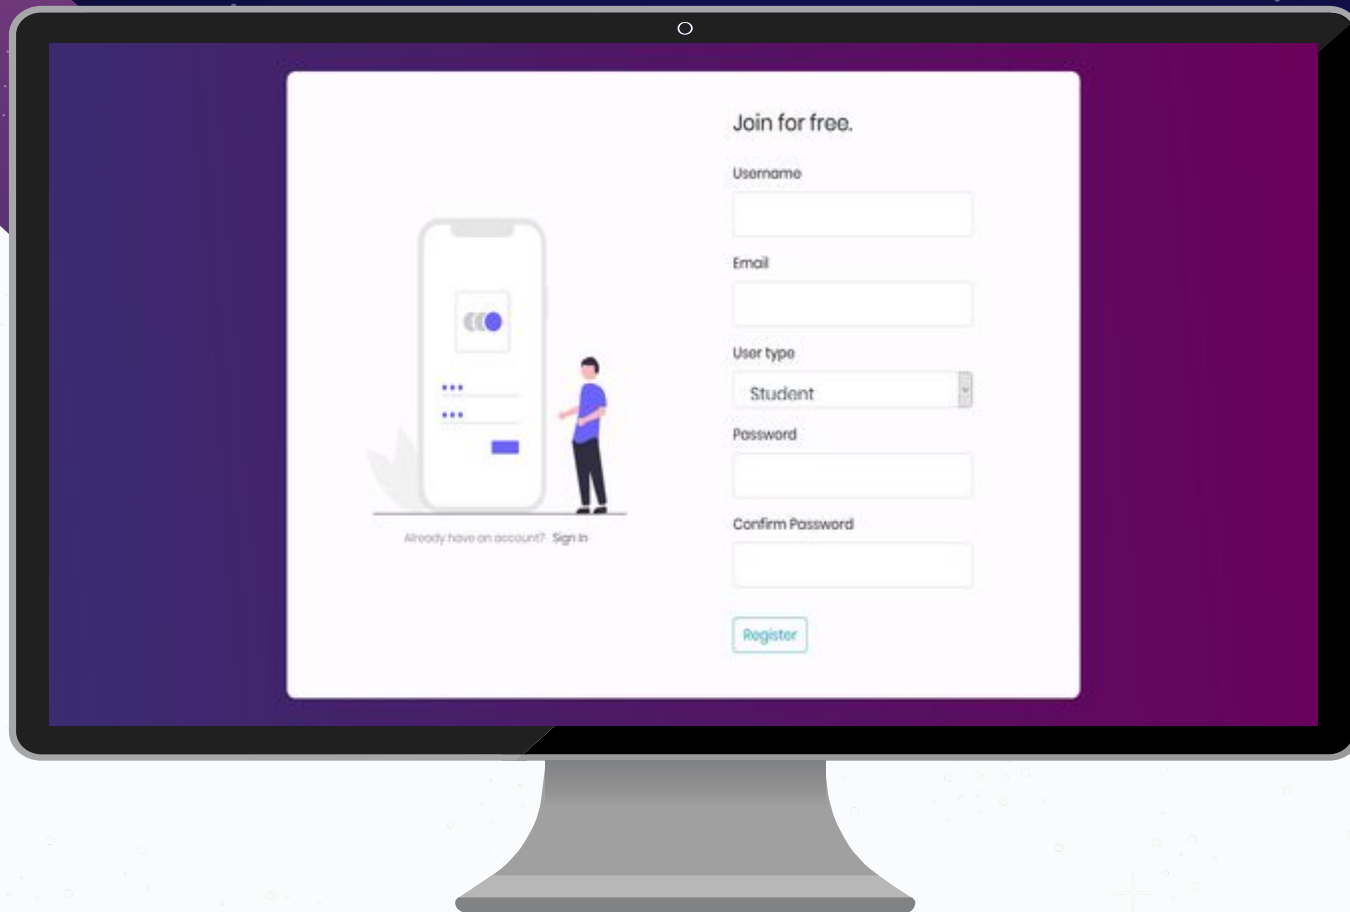 Join for free.
Username
Email
User type
Student
Password
Confirm Password
Already have an account? Sign In
Register